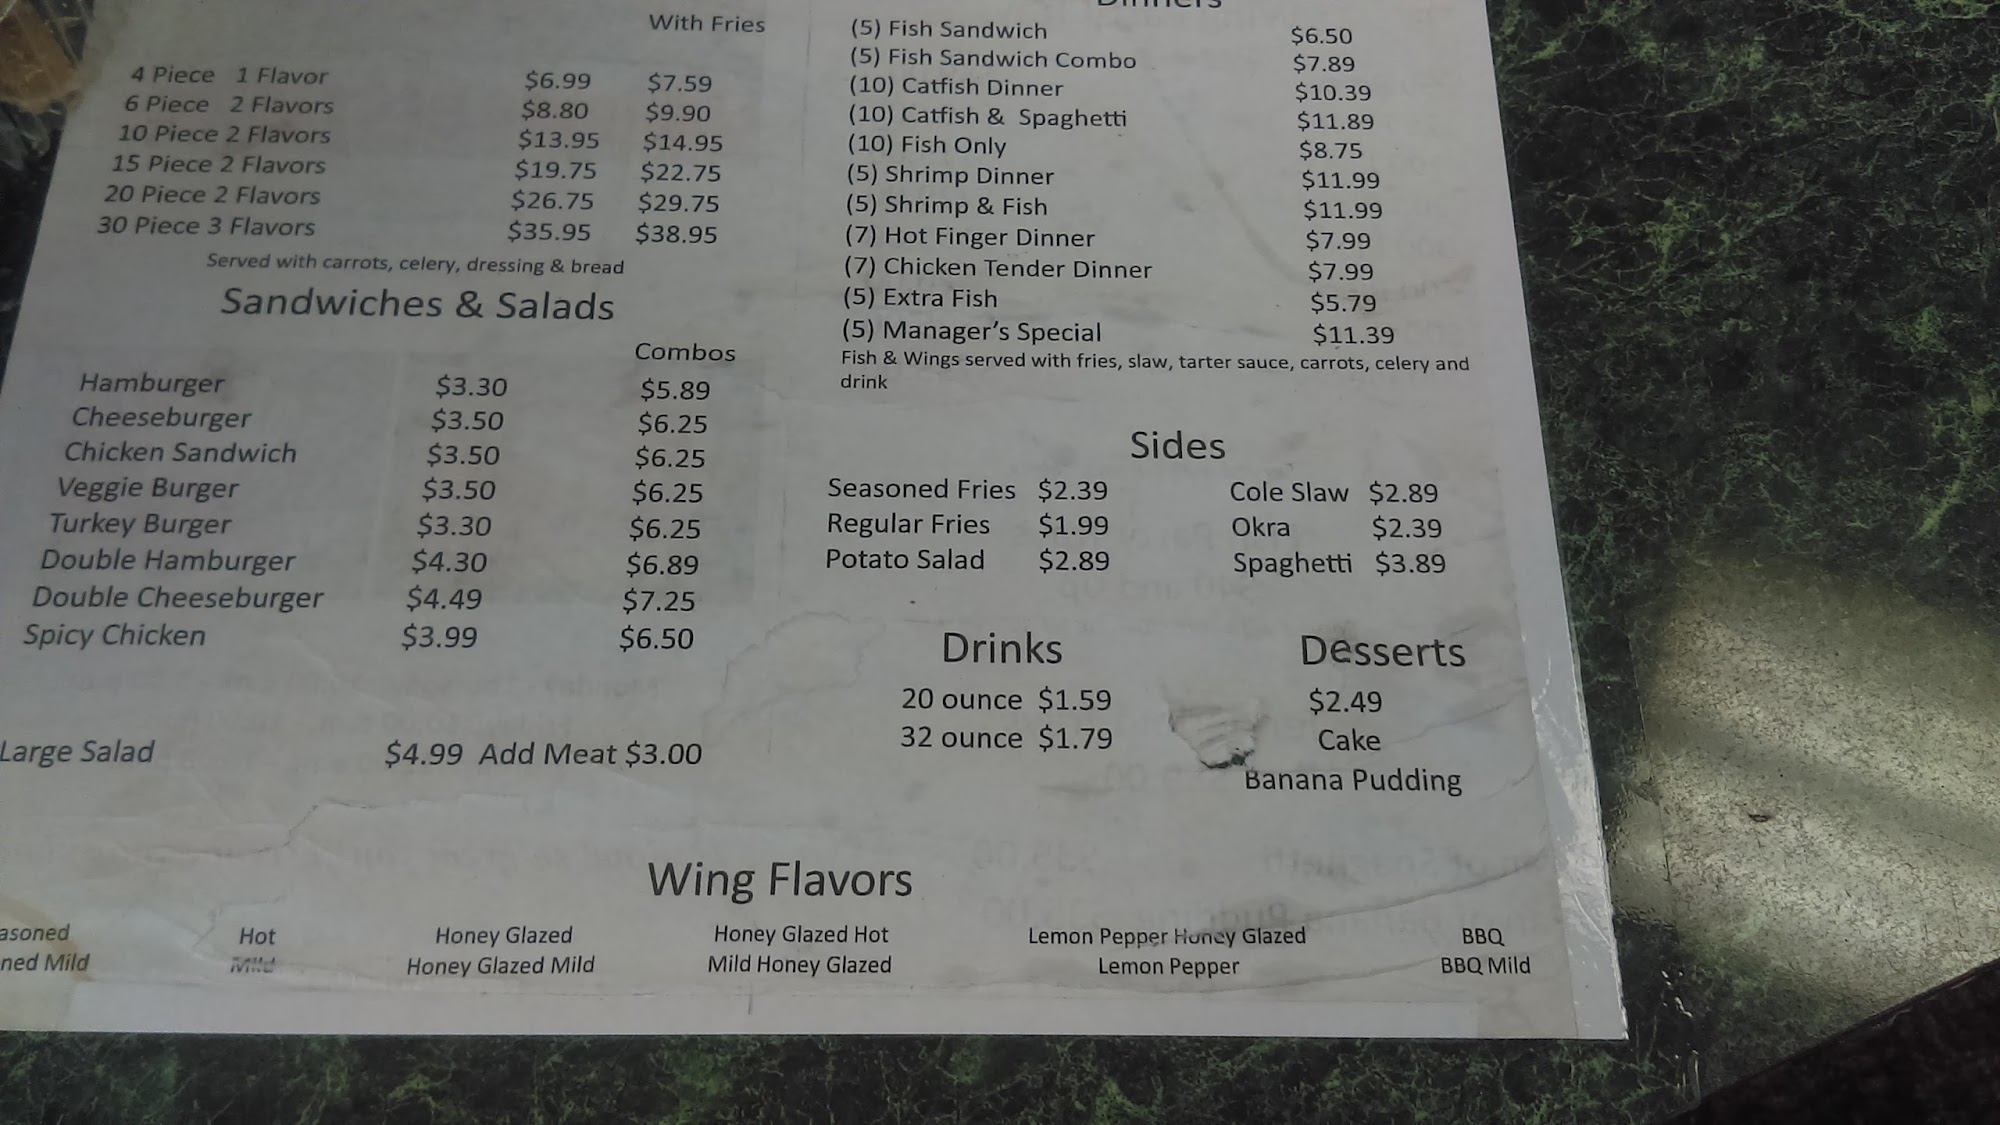 With Fries
4 Piece 1 Flavor $6.99 $7.59
6 Piece 2 Flavors $8.80 $9.90
10 Piece 2 Flavors $13.95 $14.95
15 Piece 2 Flavors $19.75 $22.75
20 Piece 2 Flavors $26.75 $29.75
30 Piece 3 Flavors $35.95 $38.95
Served with carrots, celery, dressing & bread
Sandwiches & Salads
Combos
Hamburger $3.30 $5.89
Cheeseburger $3.50 $6.25
Chicken Sandwich $3.50 $6.25
Veggie Burger $3.50 $6.25
Turkey Burger $3.30 $6.25
Double Hamburger $4.30 $6.89
Double Cheeseburger $4.49 $7.25
Spicy Chicken $3.99 $6.50
Large Salad $4.99 Add Meat $3.00
Dinners
(5) Fish Sandwich $6.50
(5) Fish Sandwich Combo $7.89
(10) Catfish Dinner $10.39
(10) Catfish & Spaghetti $11.89
(10) Fish Only $8.75
(5) Shrimp Dinner $11.99
(5) Shrimp & Fish $11.99
(7) Hot Finger Dinner $7.99
(7) Chicken Tender Dinner $7.99
(5) Extra Fish $5.79
(5) Manager's Special $11.39
Fish & Wings served with fries, slaw, tarter sauce, carrots, celery and
drink
Sides
Seasoned Fries $2.39 Cole Slaw $2.89
Regular Fries $1.99 Okra $2.39
Potato Salad $2.89 Spaghetti $3.89
Drinks
20 ounce $1.59
32 ounce $1.79
Desserts
$2.49
Cake
Banana Pudding
Wing Flavors
asoned Hot Honey Glazed Honey Glazed Hot Lemon Pepper Honey Glazed BBQ
ned Mild Mild Honey Glazed Mild Mild Honey Glazed Lemon Pepper BBQ Mild